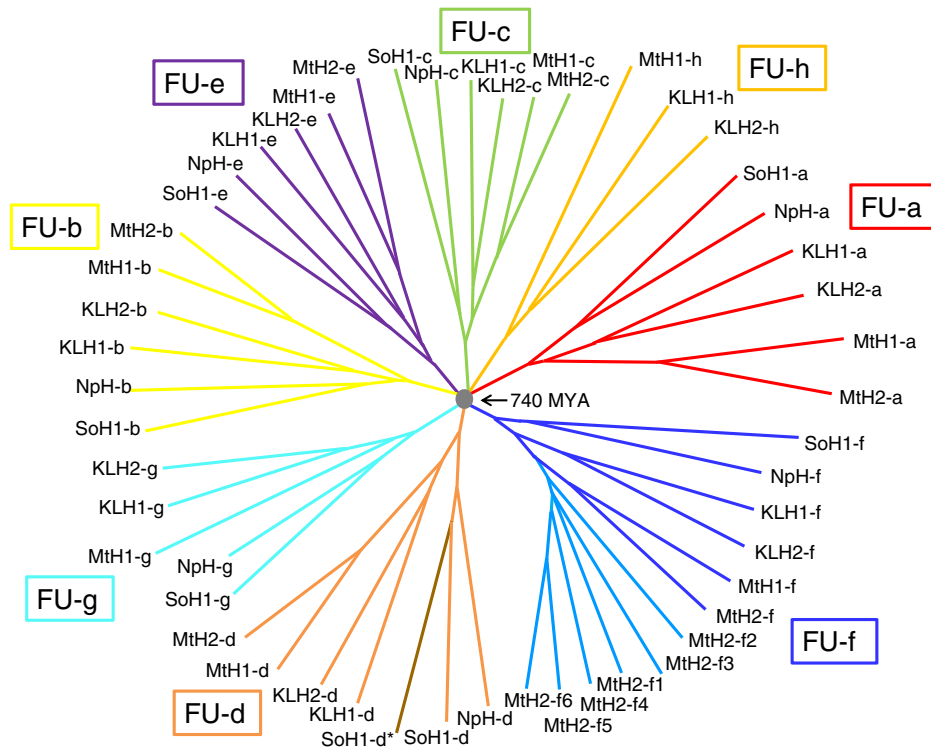 FU-c
SoH1-c
NpH-c
KLH1-c
KLH2-c
MtH1-c
MtH2-c
FU-h
MtH1-h
KLH1-h
KLH2-h
FU-a
SoH1-a
NpH-a
KLH1-a
KLH2-a
MtH1-a
MtH2-a
740 MYA
FU-f
SoH1-f
NpH-f
KLH1-f
KLH2-f
MtH1-f
MtH2-f
MtH2-f2
MtH2-f3
MtH2-f1
MtH2-f4
MtH2-f5
MtH2-f6
FU-d
NpH-d
SoH1-d
SoH1-d*
KLH1-d
KLH2-d
MtH1-d
MtH2-d
FU-g
SoH1-g
NpH-g
MtH1-g
KLH1-g
KLH2-g
FU-b
SoH1-b
NpH-b
KLH1-b
KLH2-b
MtH1-b
MtH2-b
FU-e
SoH1-e
NpH-e
KLH1-e
KLH2-e
MtH1-e
MtH2-e